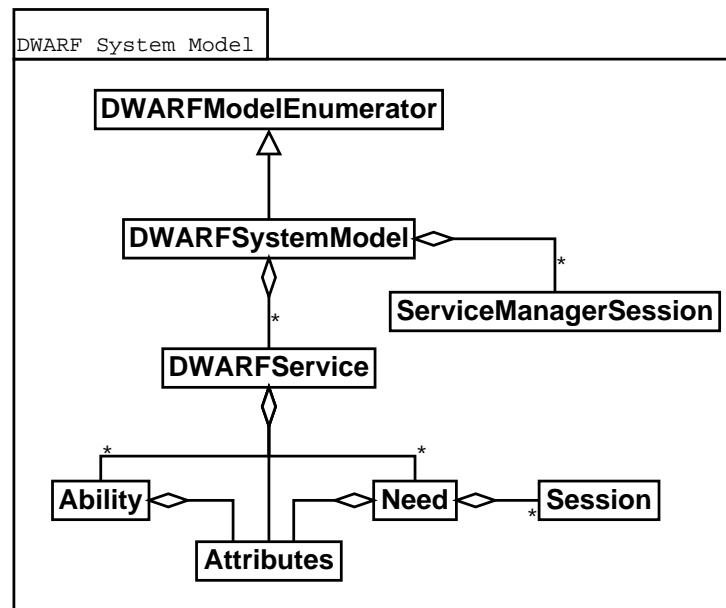 DWARF System Model
DWARFModelEnumerator
DWARFSystemModel
*
ServiceManagerSession
*
DWARFService
*
*
Ability
Need
Session
*
Attributes